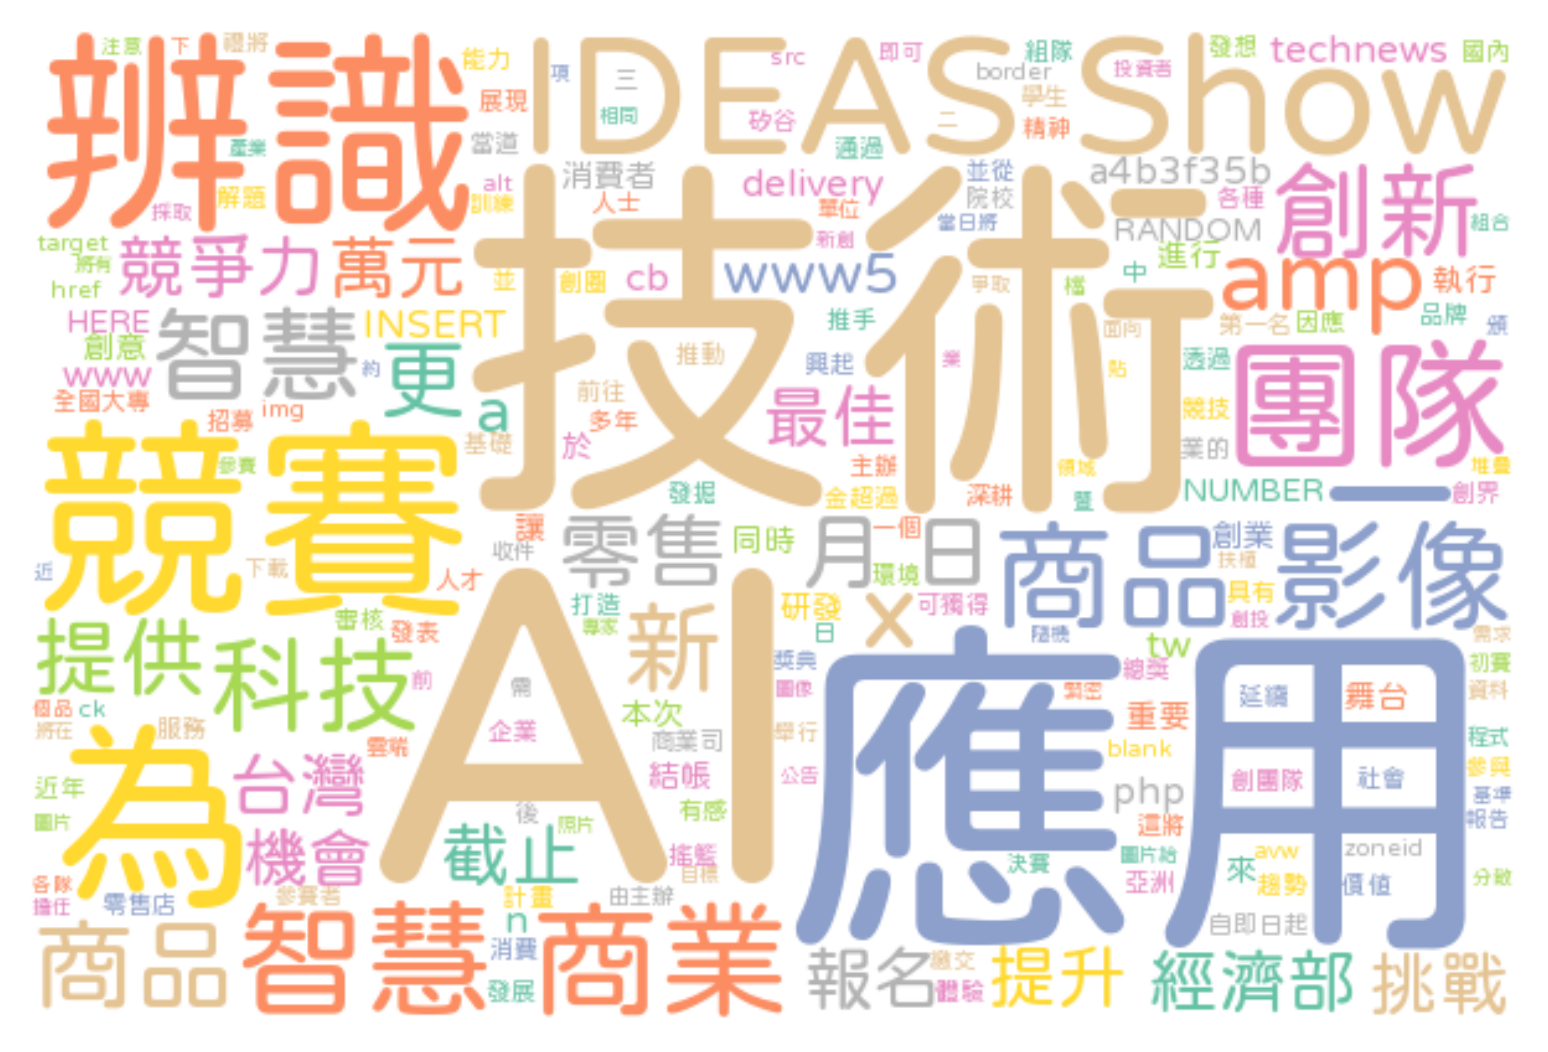 注意 下 禮將 能力 IDEAS Show src 即可 組隊 發想 technews 國內
辨識 項 三 border 投資者
展現 相同 矽谷 二 學生 精神
產業 當道 通過
解題 alt 消費者 delivery 並從 a4b3f35b 創新
採取 訓練 人士 單位 院校 各種
target 新創 當日將 RANDOM 組合
將有 競爭力 萬元 並 創圈 cb www5 技術 爭取 檔 中 進行 amp 執行
href
HERE 智慧 INSERT 推手 面向 第一名 因應 品牌 頒
創意 更 推動 興起 業 透過 團隊
www 約 前往 貼
全國大專 img a 多年 最佳 競技
招募 基礎 於 業的
競賽 參賽 主辦 領域 堆疊
發掘 金超過 深耕 暨 NUMBER 一 創界
讓 零售 同時 月 一個 日 商品 創業 影像
近 下載 收件 環境 扶植
人才 打造 新 研發 x 可獨得 具有
提供 審核 專家 日 隨機 創投 需求
科技 發表 AI 應用 tw 初賽
前 獎典 總獎
個品 ck 需 圖像 緊密 延續 舞台 資料
將在 服務 本次 重要
為 企業 商業司 舉行 程式
雲端 blank
近年 台灣 結帳 公告 創團隊 社會 參與
php 基準
圖片 後 有感 這將 報告
機會 截止 照片 搖籃 決賽 圖片給 avw zoneid
目標 亞洲 來 趨勢 價值 分散
各隊 參賽者 計畫 由主辦
擔任 零售店 自即日起
商品 智慧 n 商業 報名 繳交 提升 經濟部 挑戰
消費
發展 體驗